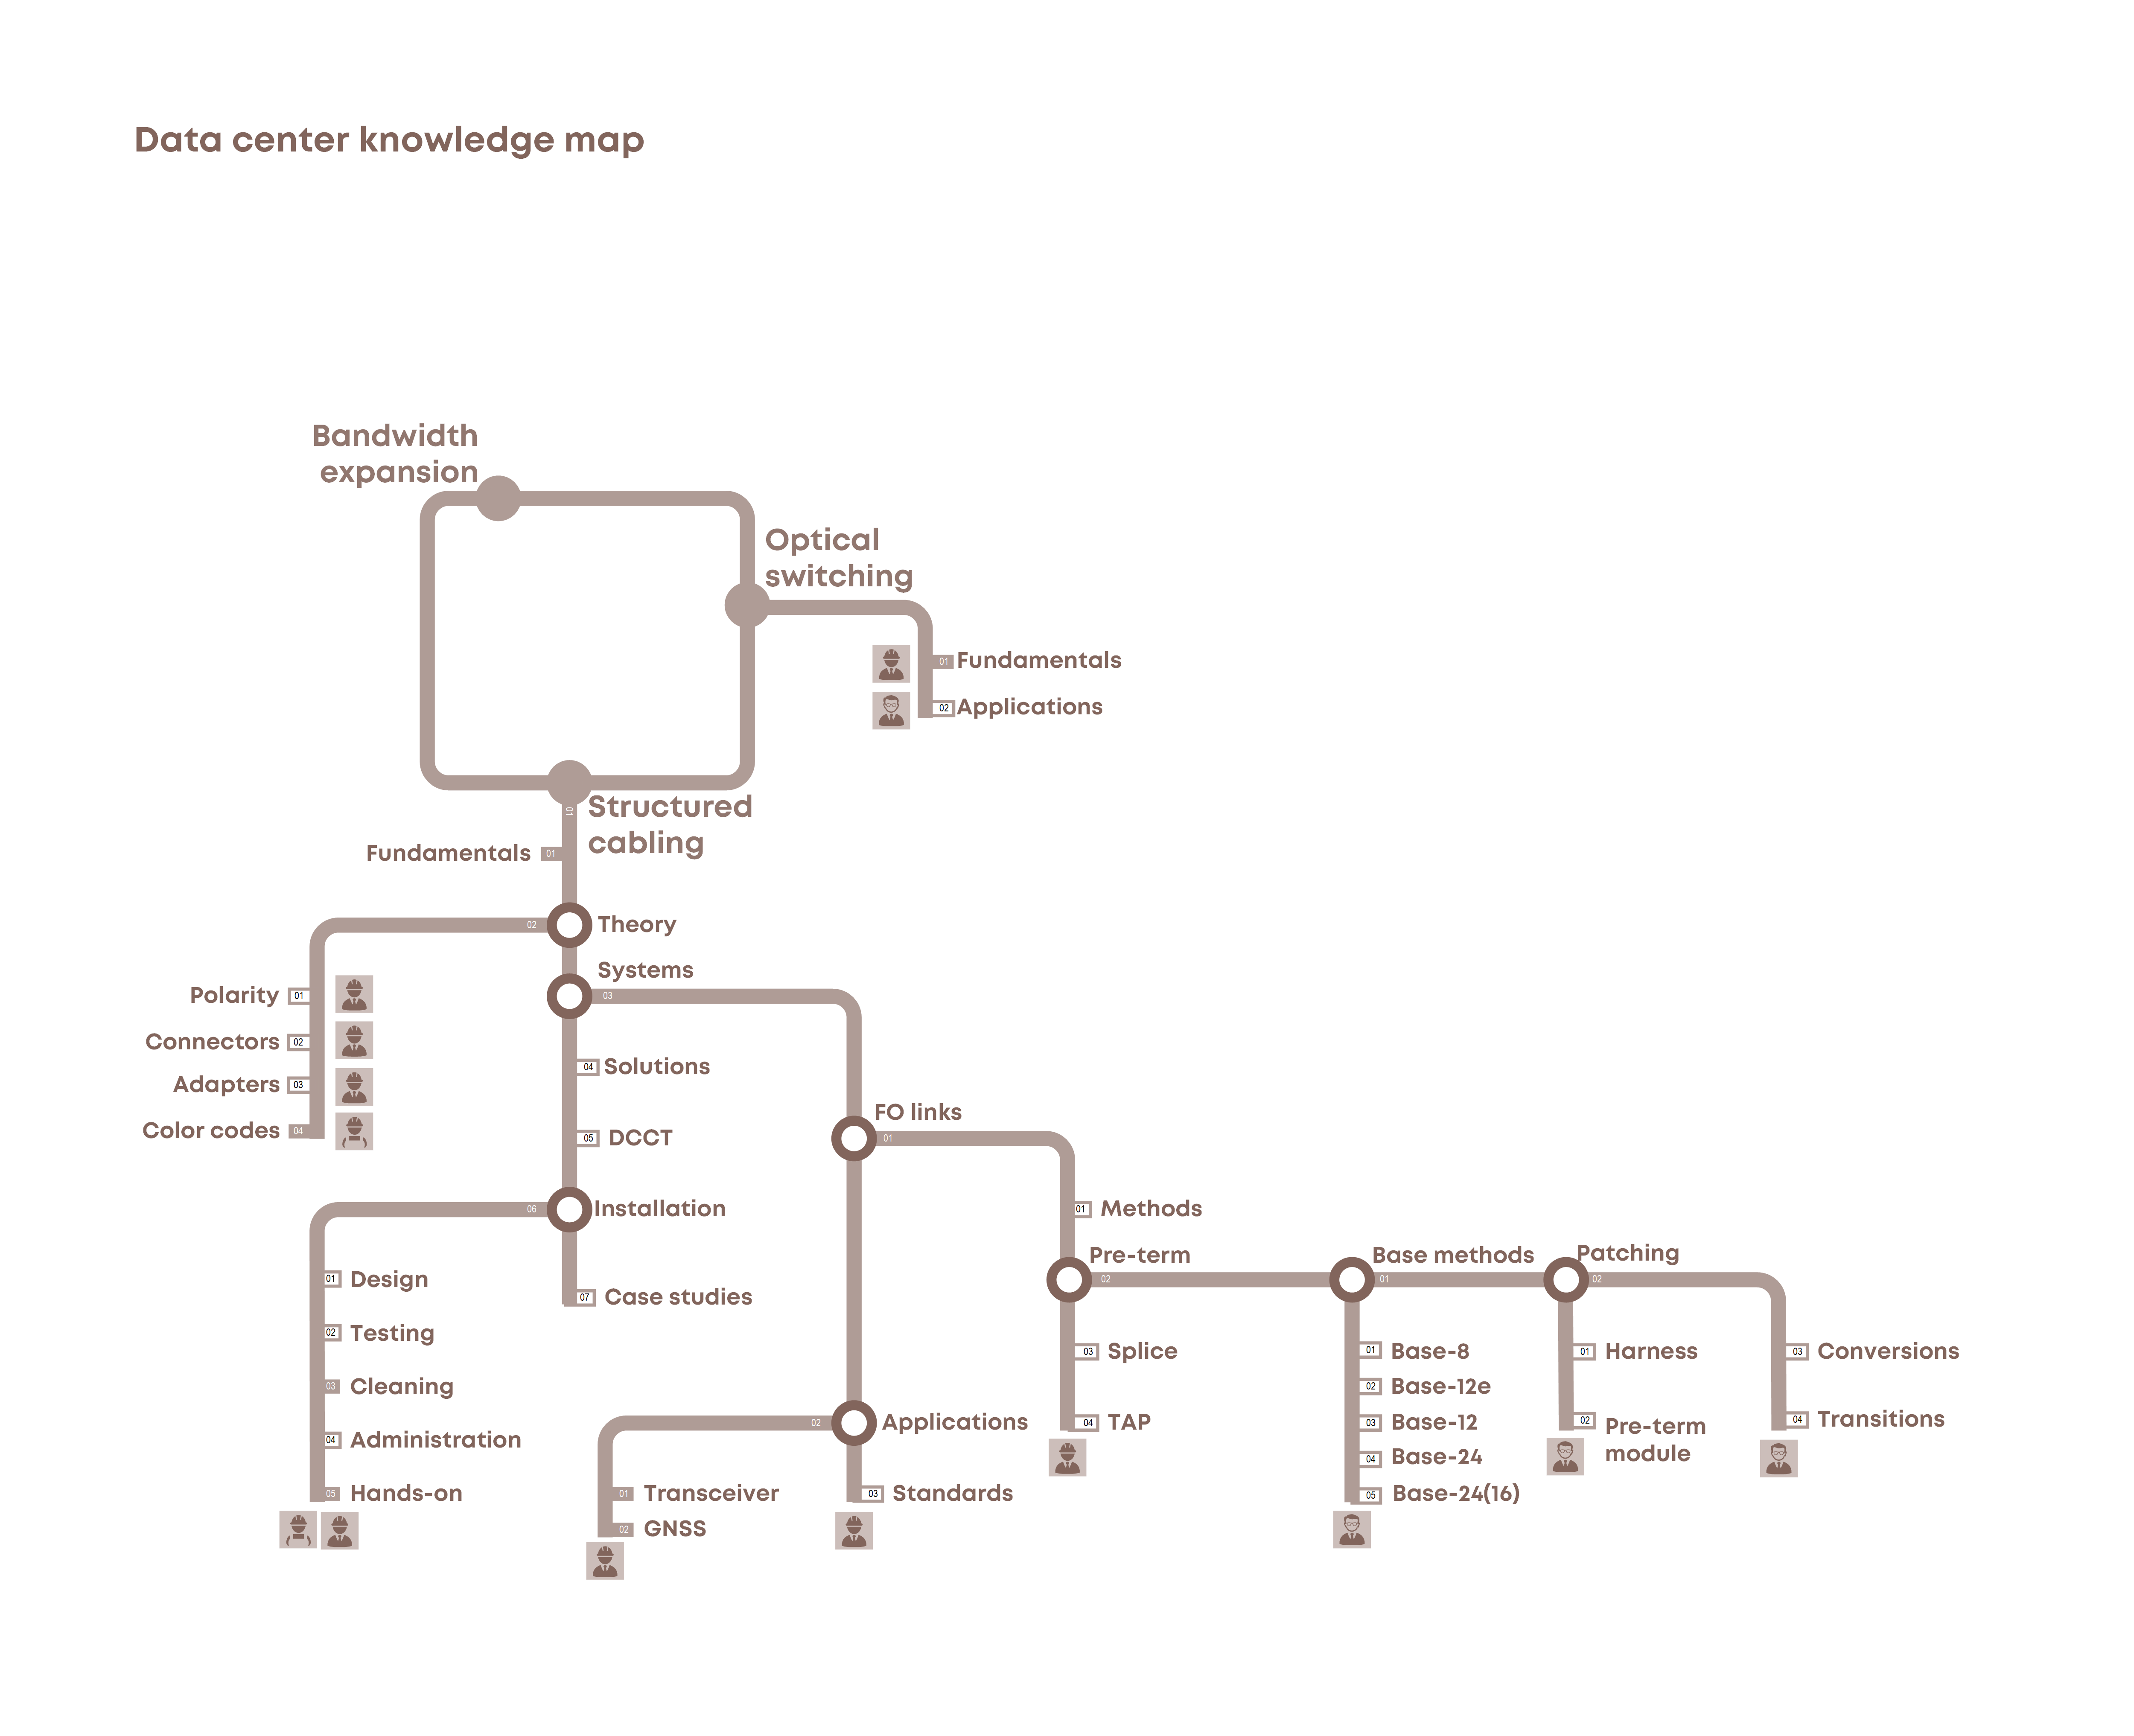 Data center knowledge map
Bandwidth
expansion
Optical
switching
01 Fundamentals
02 Applications
01
Structured
cabling
Fundamentals 01
02 Theory
Systems
03
Polarity 01
Connectors 02
Adapters 03
Color codes 04
04 Solutions
05 DCCT
FO links
01
06 Installation
01 Design
02 Testing
03 Cleaning
04 Administration
05 Hands-on
07 Case studies
01 Methods
Pre-term
02
03 Splice
04 TAP
02 Applications
01 Transceiver
02 GNSS
03 Standards
Base methods
01
01 Base-8
02 Base-12e
03 Base-12
04 Base-24
05 Base-24(16)
Patching
02
01 Harness
02 Pre-term
module
03 Conversions
04 Transitions